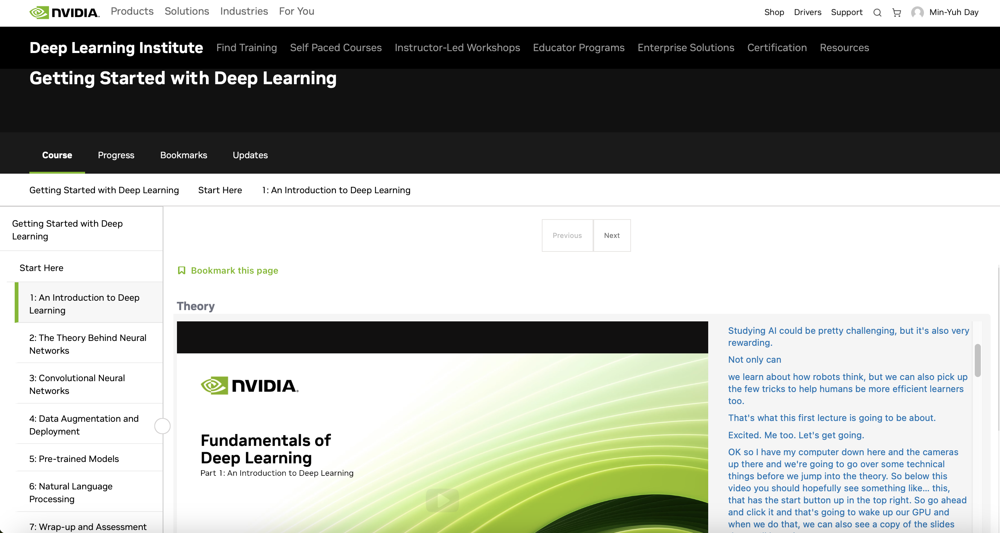 NVIDIA. Products Solutions Industries For You Shop Drivers Support Min-Yuh Day
Deep Learning Institute Find Training Self Paced Courses Instructor-Led Workshops Educator Programs Enterprise Solutions Certification Resources
Getting Started with Deep Learning
Course Progress Bookmarks Updates
Getting Started with Deep Learning Start Here 1: An Introduction to Deep Learning
Getting Started with Deep
Learning
Start Here
1: An Introduction to Deep
Learning
2: The Theory Behind Neural
Networks
3: Convolutional Neural
Networks
4: Data Augmentation and
Deployment
5: Pre-trained Models
6: Natural Language
Processing
7: Wrap-up and Assessment
Previous Next
Bookmark this page
Theory
NVIDIA.
Fundamentals of
Deep Learning
Part 1: An Introduction to Deep Learning
Studying AI could be pretty challenging, but it's also very
rewarding.
Not only can
we learn about how robots think, but we can also pick up
the few tricks to help humans be more efficient learners
too.
That's what this first lecture is going to be about.
Excited. Me too. Let's get going.
OK so I have my computer down here and the cameras
up there and we're going to go over some technical
things before we jump into the theory. So below this
video you should hopefully see something like... this,
that has the start button up in the top right. So go ahead
and click it and that's going to wake up our GPU and
when we do that, we can also see a copy of the slides